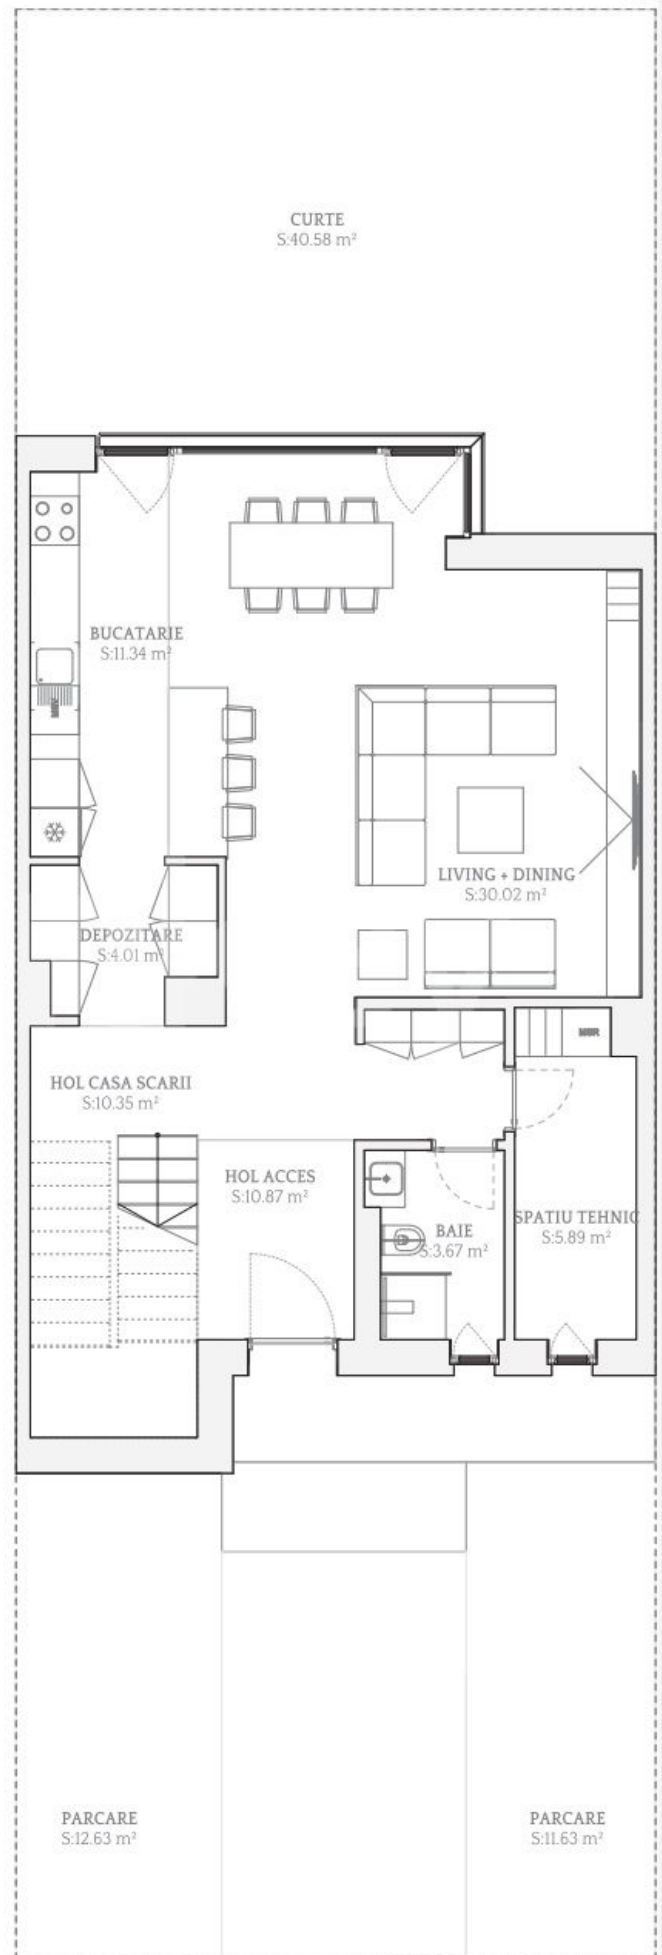 CURTE
S:40.58 m²
BUCATARIE
S:11.34 m²
LIVING + DINING
S:30.02 m²
DEPOZITARE
S:4.01 m²
HOL CASA SCARII
S:10.35 m²
HOL ACCES
S:10.87 m²
BAIE
S:3.67 m²
SPATIU TEHNIC
S:5.89 m²
PARCARE
S:12.63 m²
PARCARE
S:11.63 m²